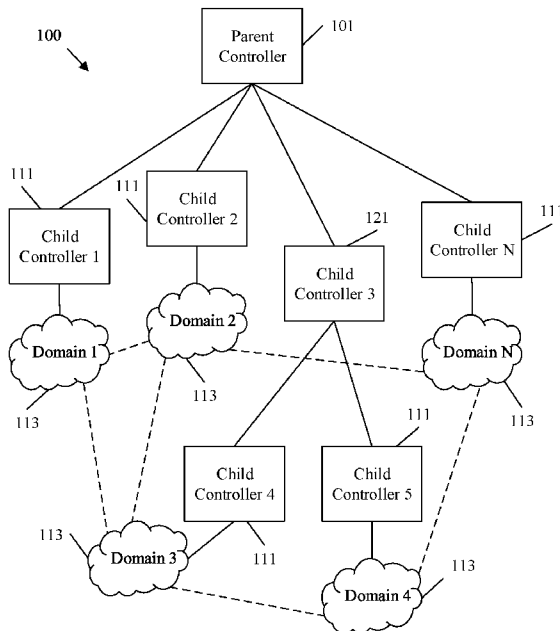 100
Parent
Controller
101
111
Child
Controller 1
111
Child
Controller 2
121
Child
Controller 3
Child
Controller N
111
Domain 1
113
Domain 2
113
Domain N
113
Child
Controller 4
111
111
Child
Controller 5
113
Domain 3
Domain 4
113